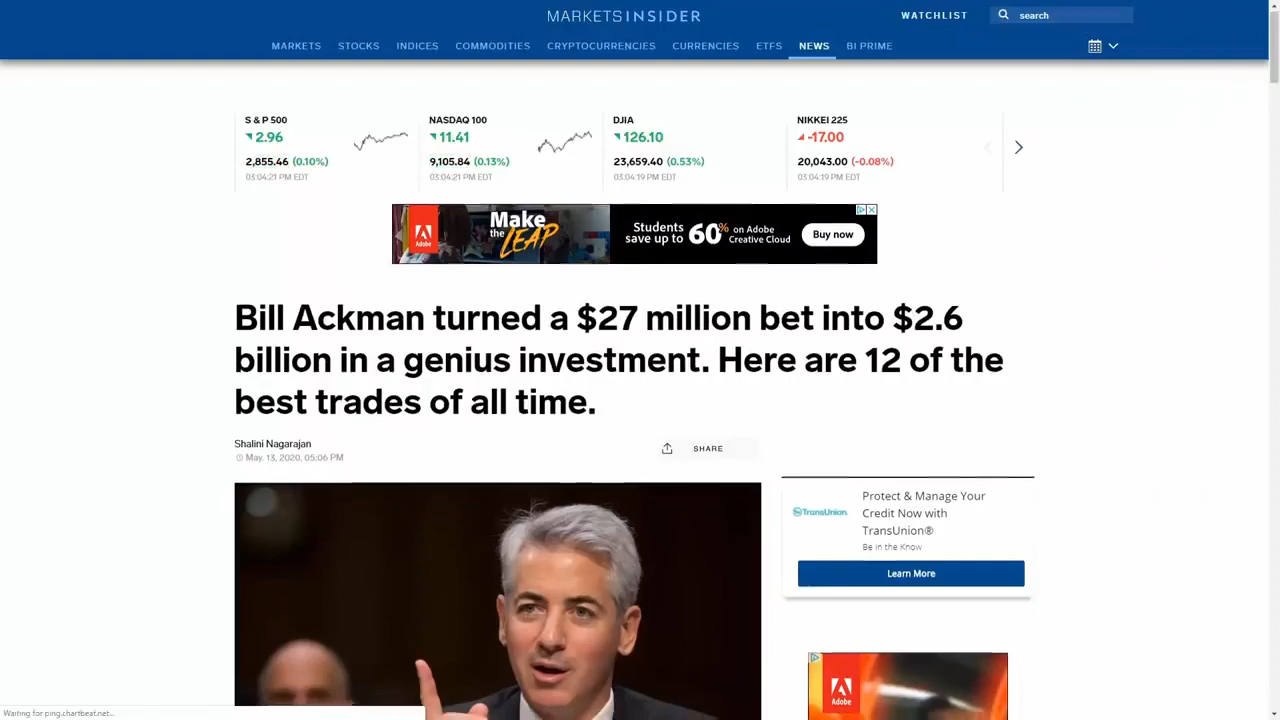 MARKETS INSIDER
WATCHLIST
search
MARKETS STOCKS INDICES COMMODITIES CRYPTOCURRENCIES CURRENCIES ETFS NEWS BI PRIME
S & P 500
2.96
2,855.46 (0.10%)
03:04:21 PM EDT
NASDAQ 100
11.41
9,105.84 (0.13%)
03:04:21 PM EDT
DJIA
126.10
23,659.40 (0.53%)
03:04:19 PM EDT
NIKKEI 225
-17.00
20,043.00 (-0.08%)
03:04:19 PM EDT
Adobe
Make
the LEAP
Students
save up to
60%
on Adobe
Creative Cloud
Buy now
Bill Ackman turned a $27 million bet into $2.6
billion in a genius investment. Here are 12 of the
best trades of all time.
Shalini Nagarajan
May. 13, 2020, 05:06 PM
SHARE
TransUnion
Protect & Manage Your
Credit Now with
TransUnion®
Be in the Know
Learn More
Adobe
Waiting for ping.chartbeat.net...